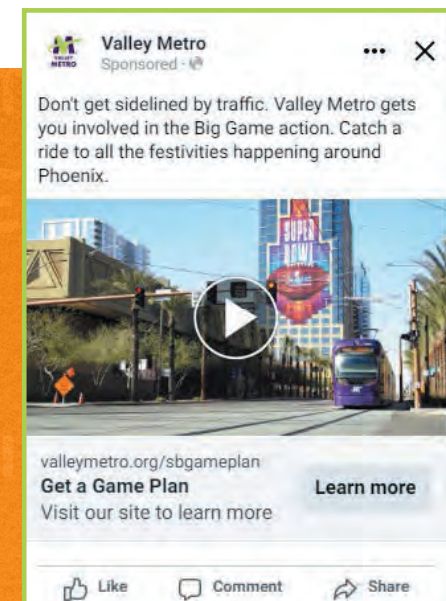 Valley Metro
VALLEY
METRO
Sponsored ·
Don't get sidelined by traffic. Valley Metro gets
you involved in the Big Game action. Catch a
ride to all the festivities happening around
Phoenix.
SUPER
BOWL
valleymetro.org/sbgameplan
Get a Game Plan
Learn more
Visit our site to learn more
Like
Comment
Share